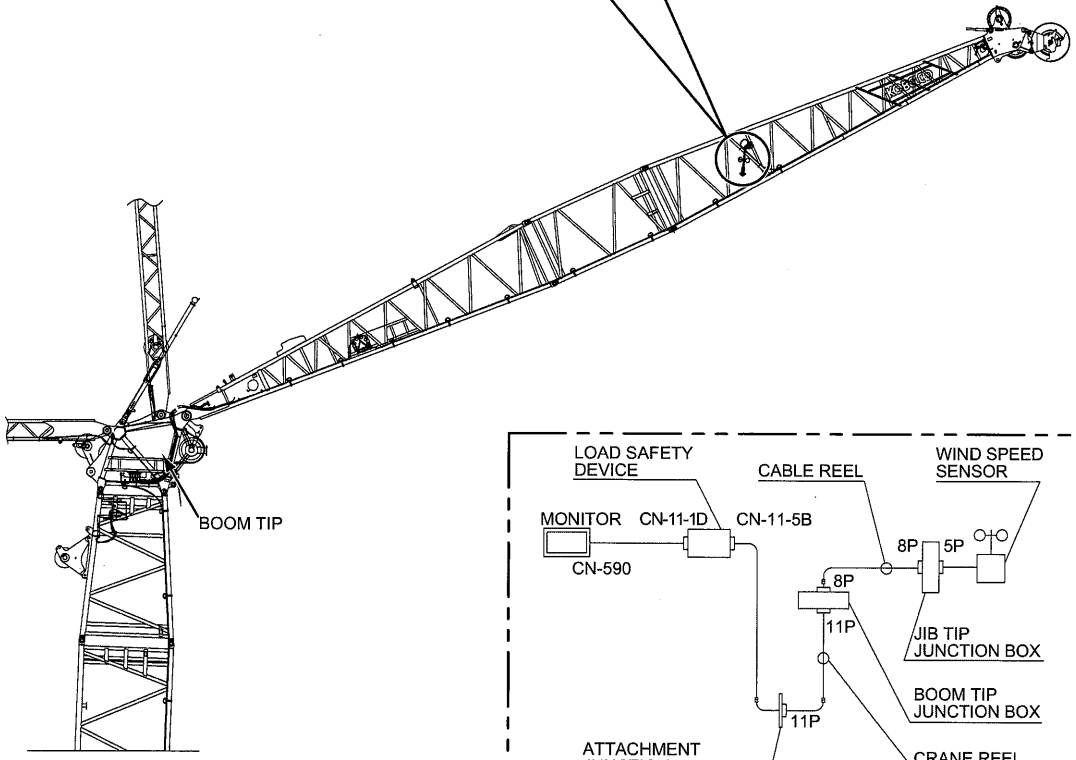 KOBELCO
BOOM TIP
LOAD SAFETY
DEVICE
CABLE REEL
WIND SPEED
SENSOR
MONITOR
CN-11-1D
CN-11-5B
CN-590
8P
5P
8P
11P
JIB TIP
JUNCTION BOX
BOOM TIP
JUNCTION BOX
11P
ATTACHMENT
CRANE REEL